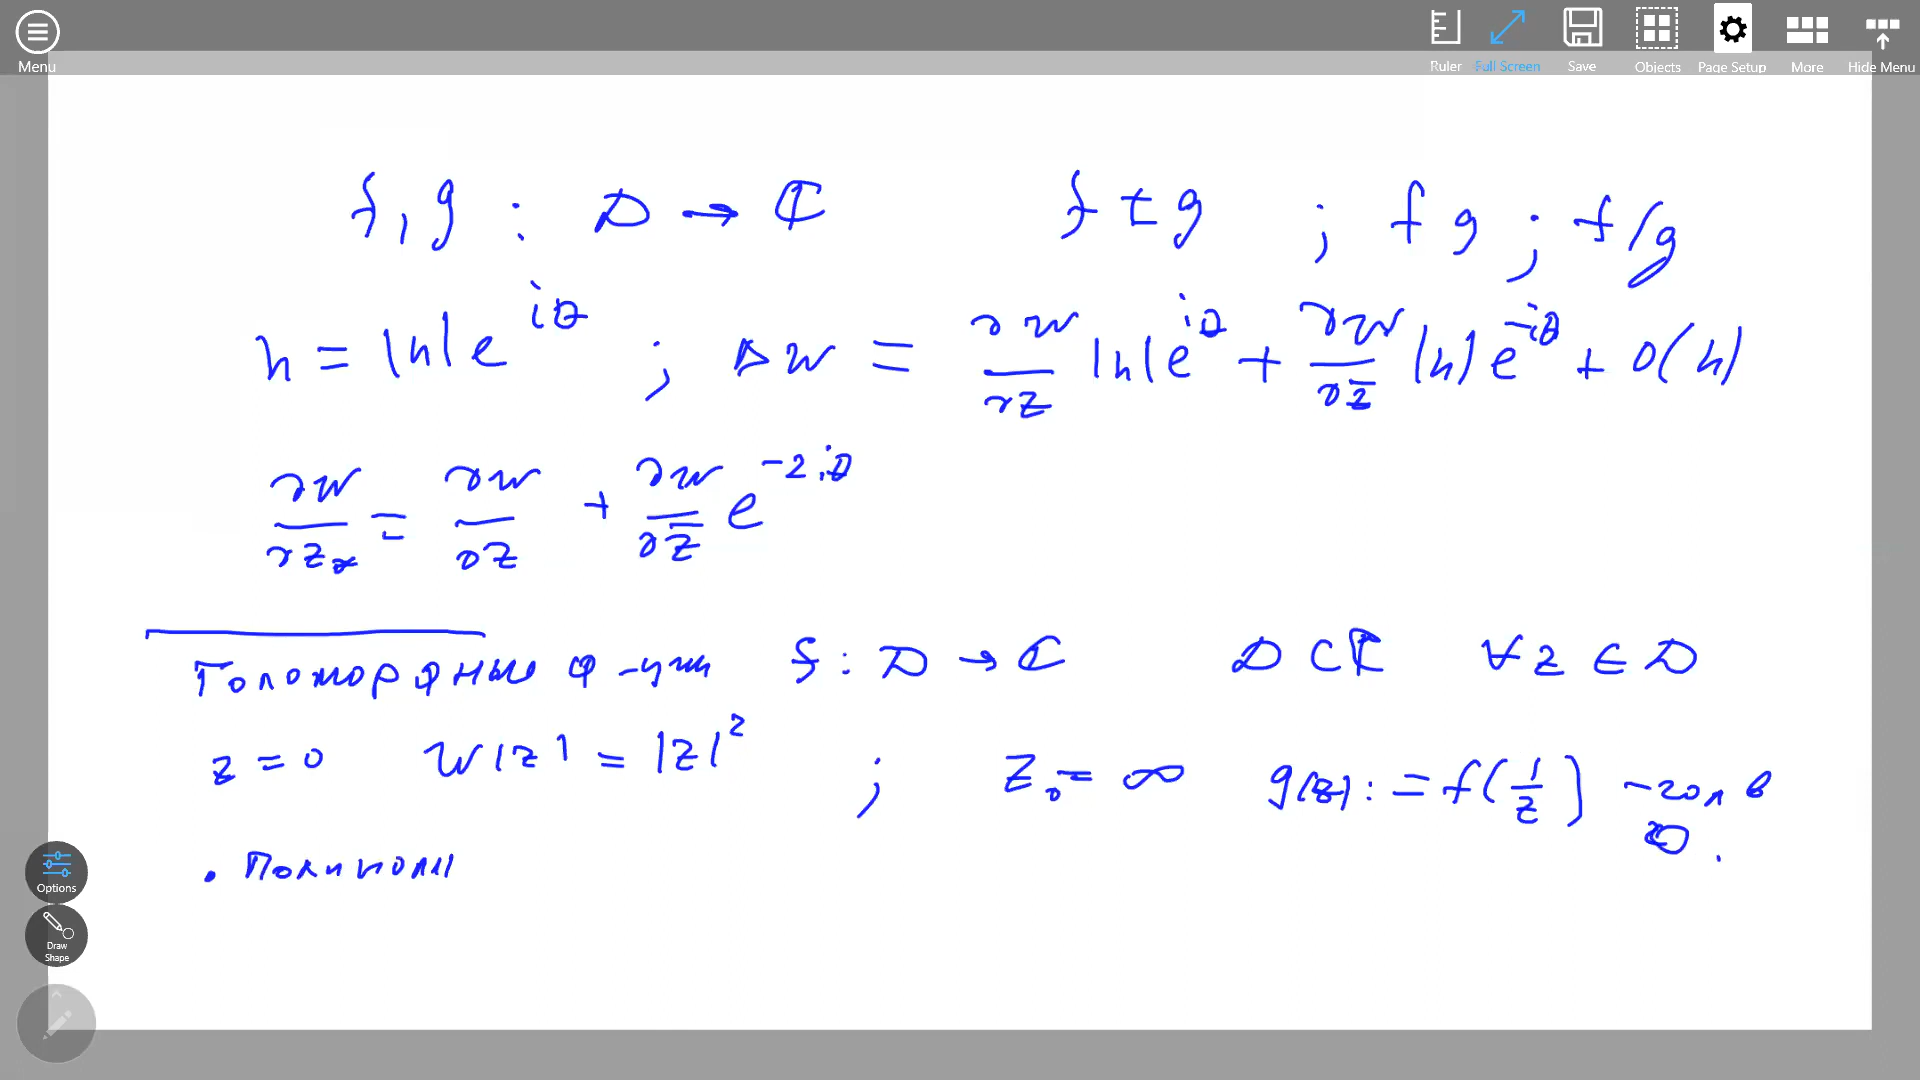 Menu
Ruler Full Screen Save Objects Page Setup More Hide Menu
f, g : D → ℂ f ± g ; f g ; f/g
h = |h| e^{iθ} ; Δw = ∂w/∂z |h| e^{iθ} + ∂w/∂z̅ |h| e^{-iθ} + o(h)
∂w/∂z_γ = ∂w/∂z + ∂w/∂z̅ e^{-2iθ}
Голоморфные ф-ции f : D → ℂ D ⊂ ℂ ∀ z ∈ D
z = 0 w(z) = |z|² ; z₀ = ∞ g(z) := f(1/z) - гол в
0.
• Полиномы
Options
Draw Shape